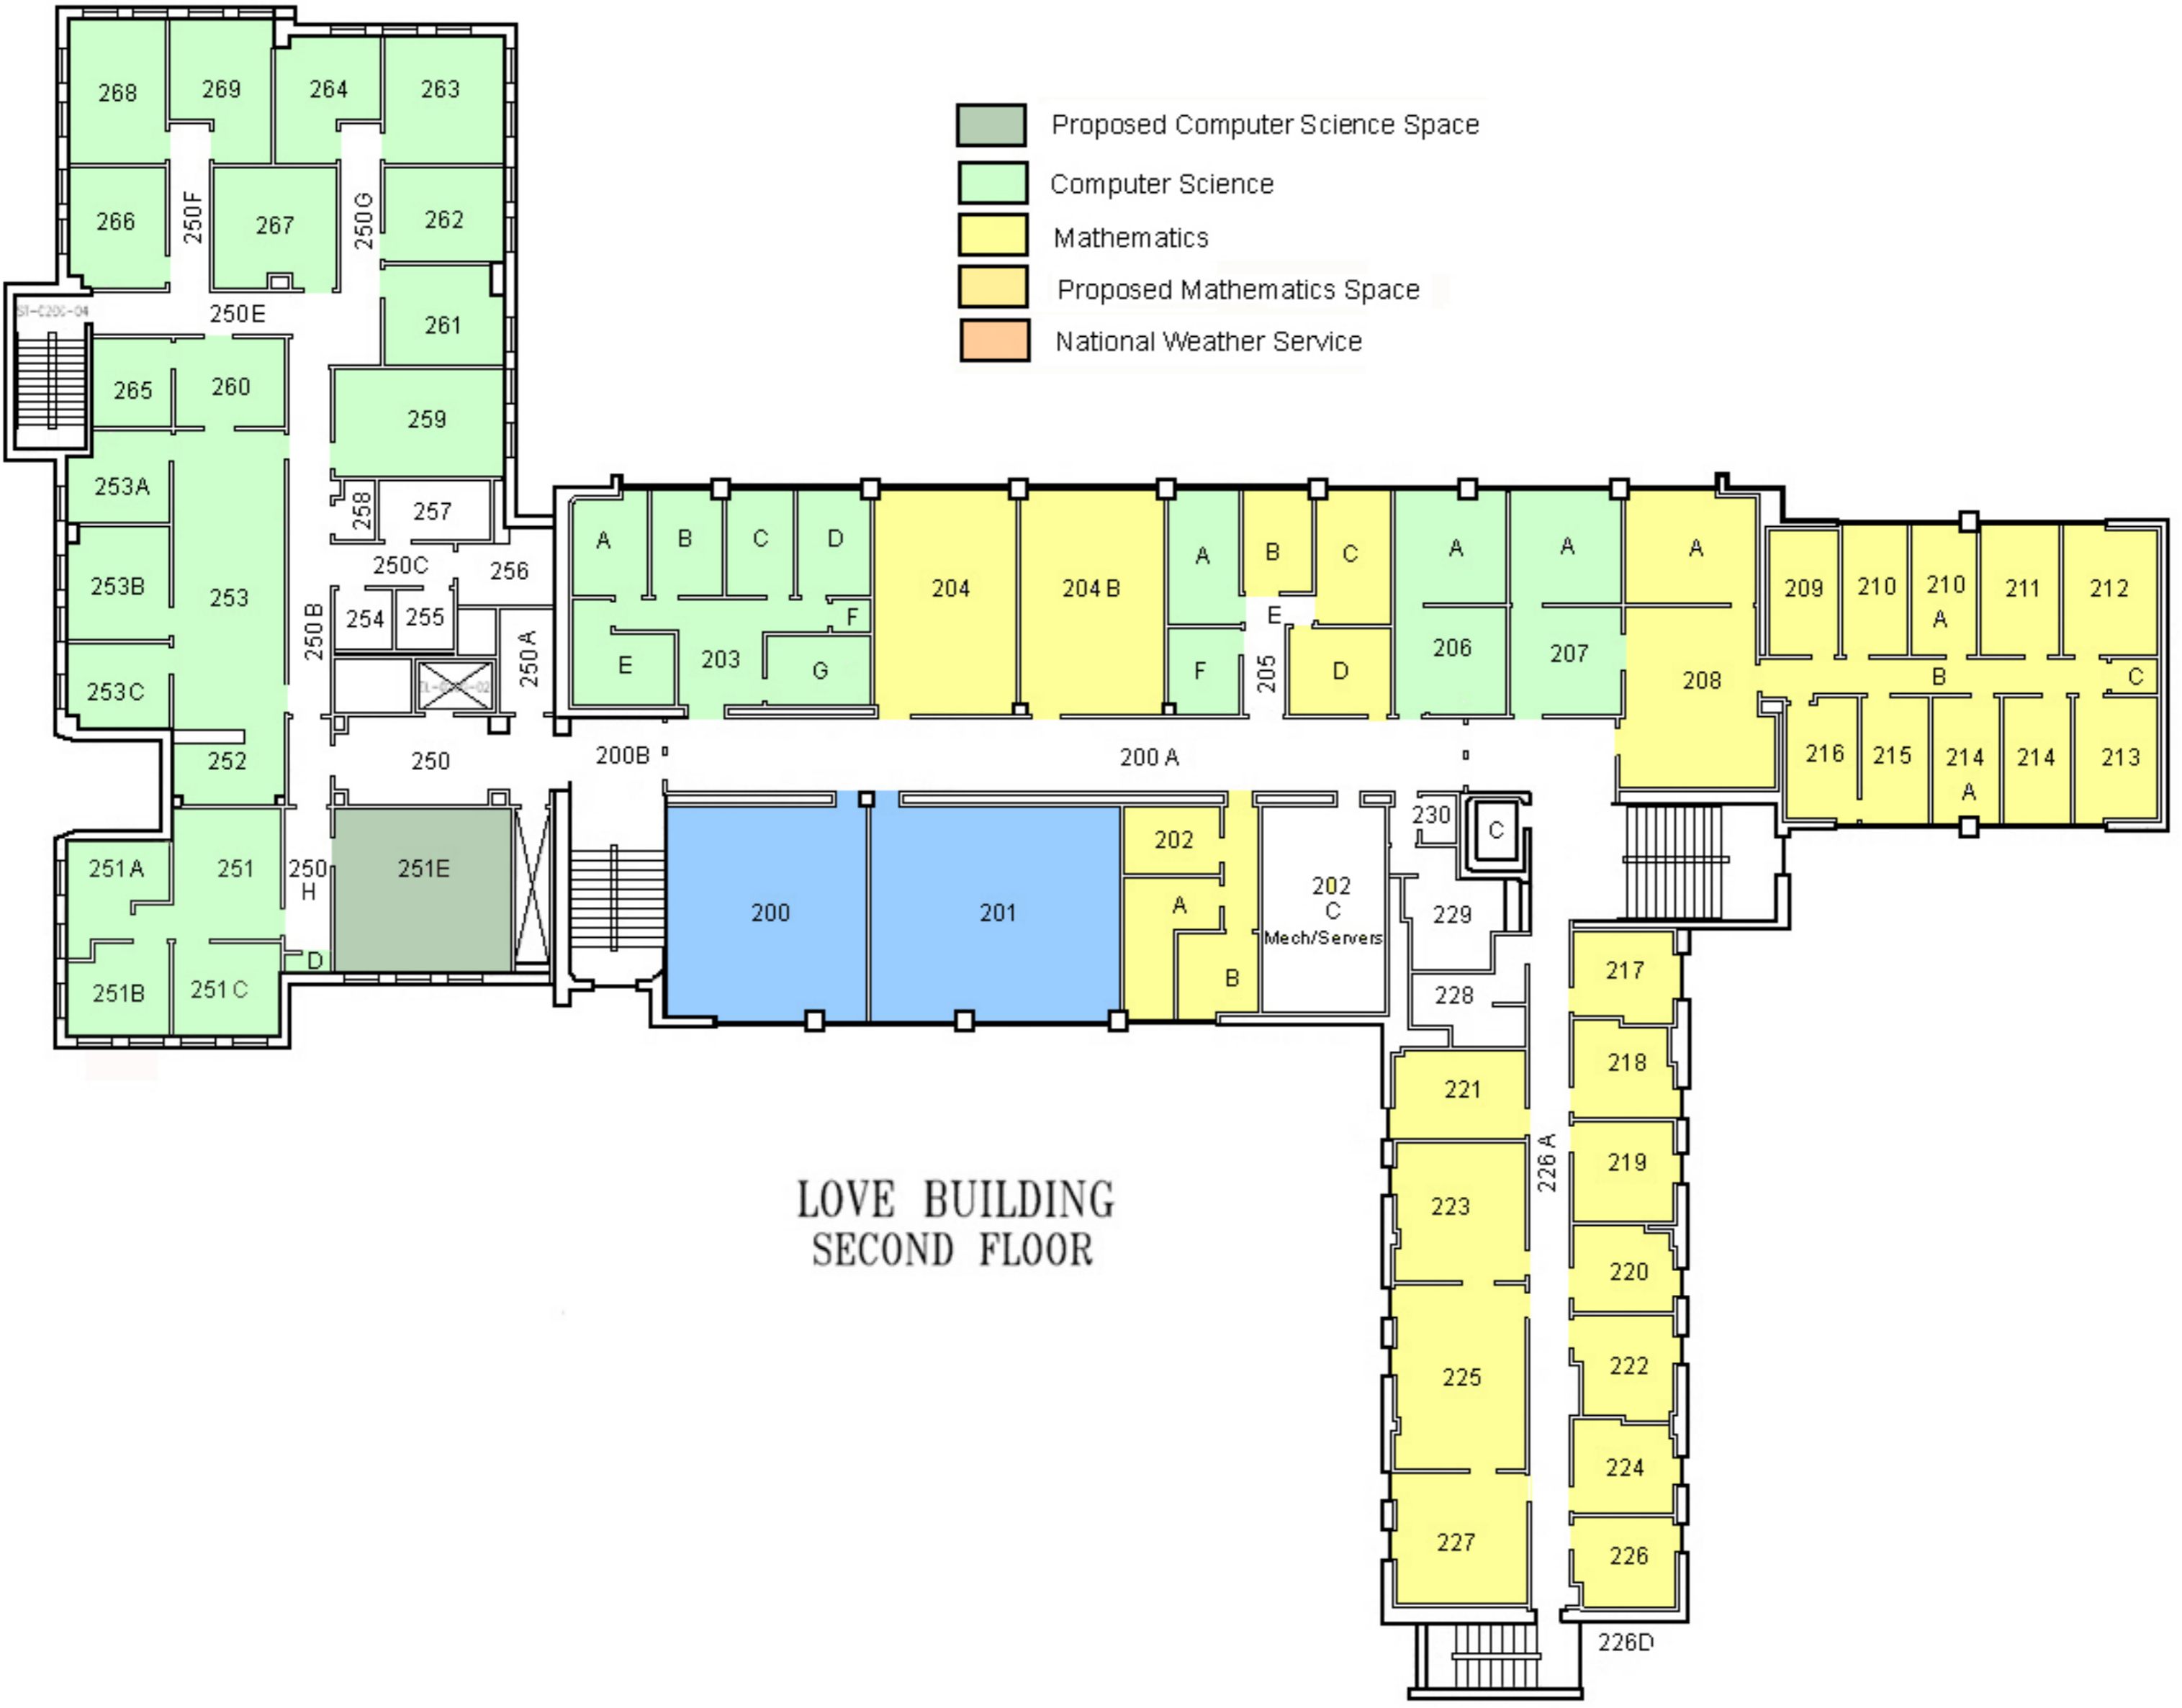 268
269
264
263
Proposed Computer Science Space
Computer Science
266
250F
267
250G
262
Mathematics
Proposed Mathematics Space
250E
261
National Weather Service
265
260
259
253A
258
257
A
B
C
D
204
204 B
A
B
C
A
A
A
250C
256
253B
253
254
255
250 B
250 A
F
E
209
210
210
A
211
212
253C
E
203
G
F
205
D
206
207
208
B
C
252
250
200B
200 A
216
215
214
A
214
213
251A
251
250
H
251E
200
201
202
A
B
202
C
Mech/Servers
230
C
229
D
251B
251 C
228
217
218
221
226 A
219
223
220
222
225
224
227
226
226D
LOVE BUILDING
SECOND FLOOR